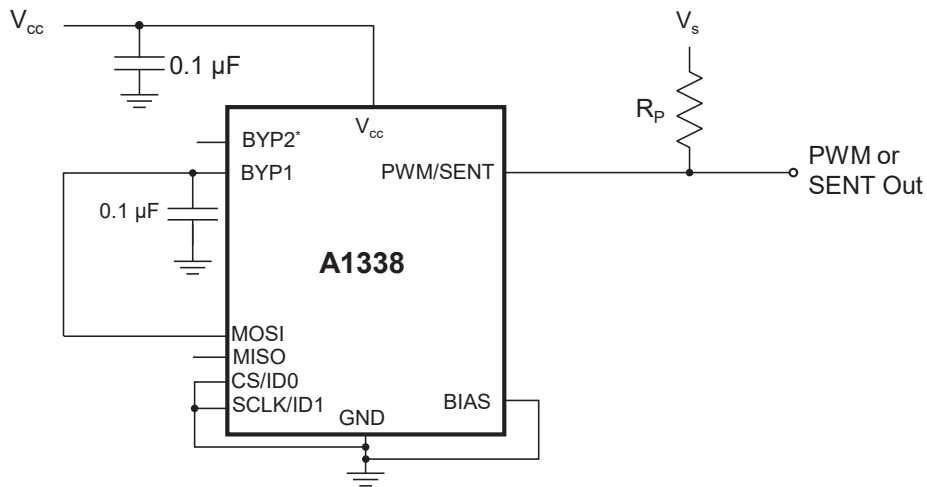 Vcc
0.1 µF
Vs
RP
Vcc
BYP2*
BYP1
PWM/SENT
PWM or
SENT Out
0.1 µF
A1338
MOSI
MISO
CS/ID0
SCLK/ID1
BIAS
GND